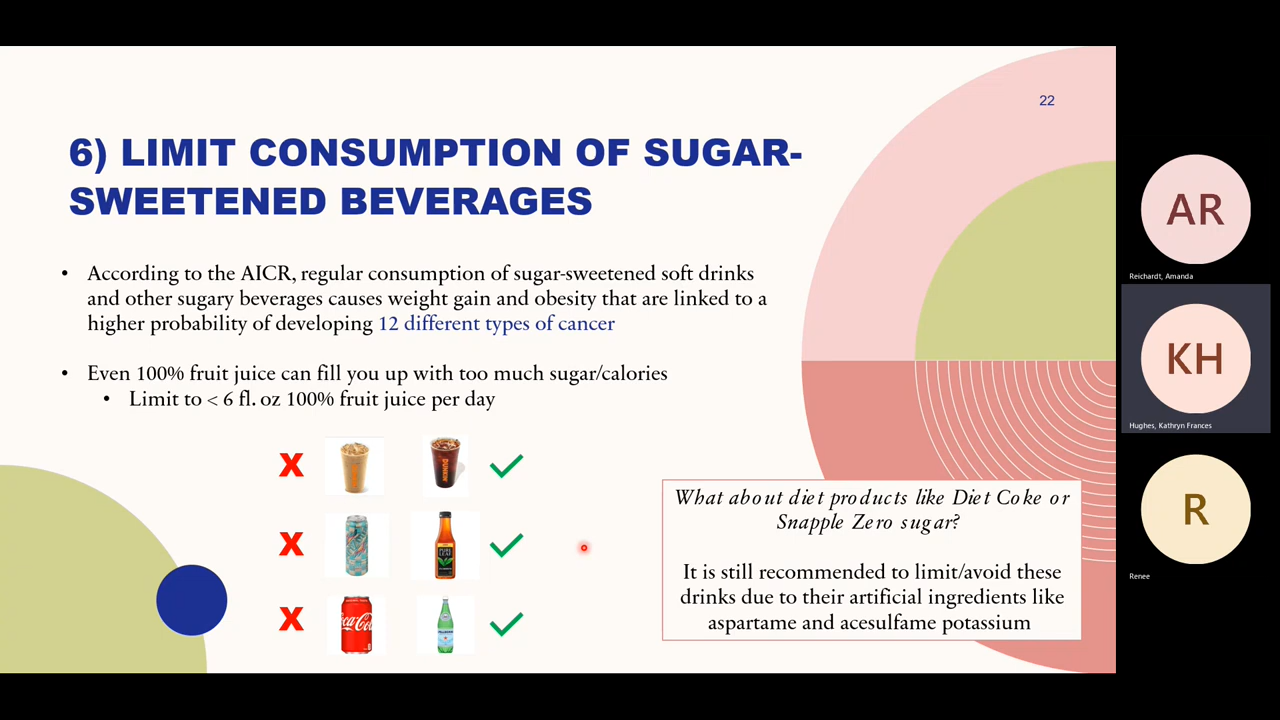 22
6) LIMIT CONSUMPTION OF SUGAR-
SWEETENED BEVERAGES
• According to the AICR, regular consumption of sugar-sweetened soft drinks
and other sugary beverages causes weight gain and obesity that are linked to a
higher probability of developing 12 different types of cancer
• Even 100% fruit juice can fill you up with too much sugar/calories
• Limit to < 6 fl. oz 100% fruit juice per day
X
X
X
DUNKIN'
PURE LEAF
Coca-Cola
What about diet products like Diet Coke or
Snapple Zero sugar?
It is still recommended to limit/avoid these
drinks due to their artificial ingredients like
aspartame and acesulfame potassium
AR
Reichardt, Amanda
KH
Hughes, Kathryn Frances
R
Renee